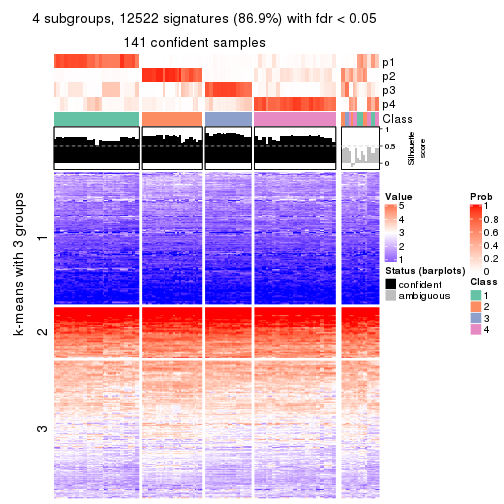 4 subgroups, 12522 signatures (86.9%) with fdr < 0.05
141 confident samples
p1
p2
p3
p4
Class
1
0.5
0
Silhouette
score
k-means with 3 groups
1
2
3
Value
5
4
3
2
1
Status (barplots)
confident
ambiguous
Prob
1
0.8
0.6
0.4
0.2
0
Class
1
2
3
4